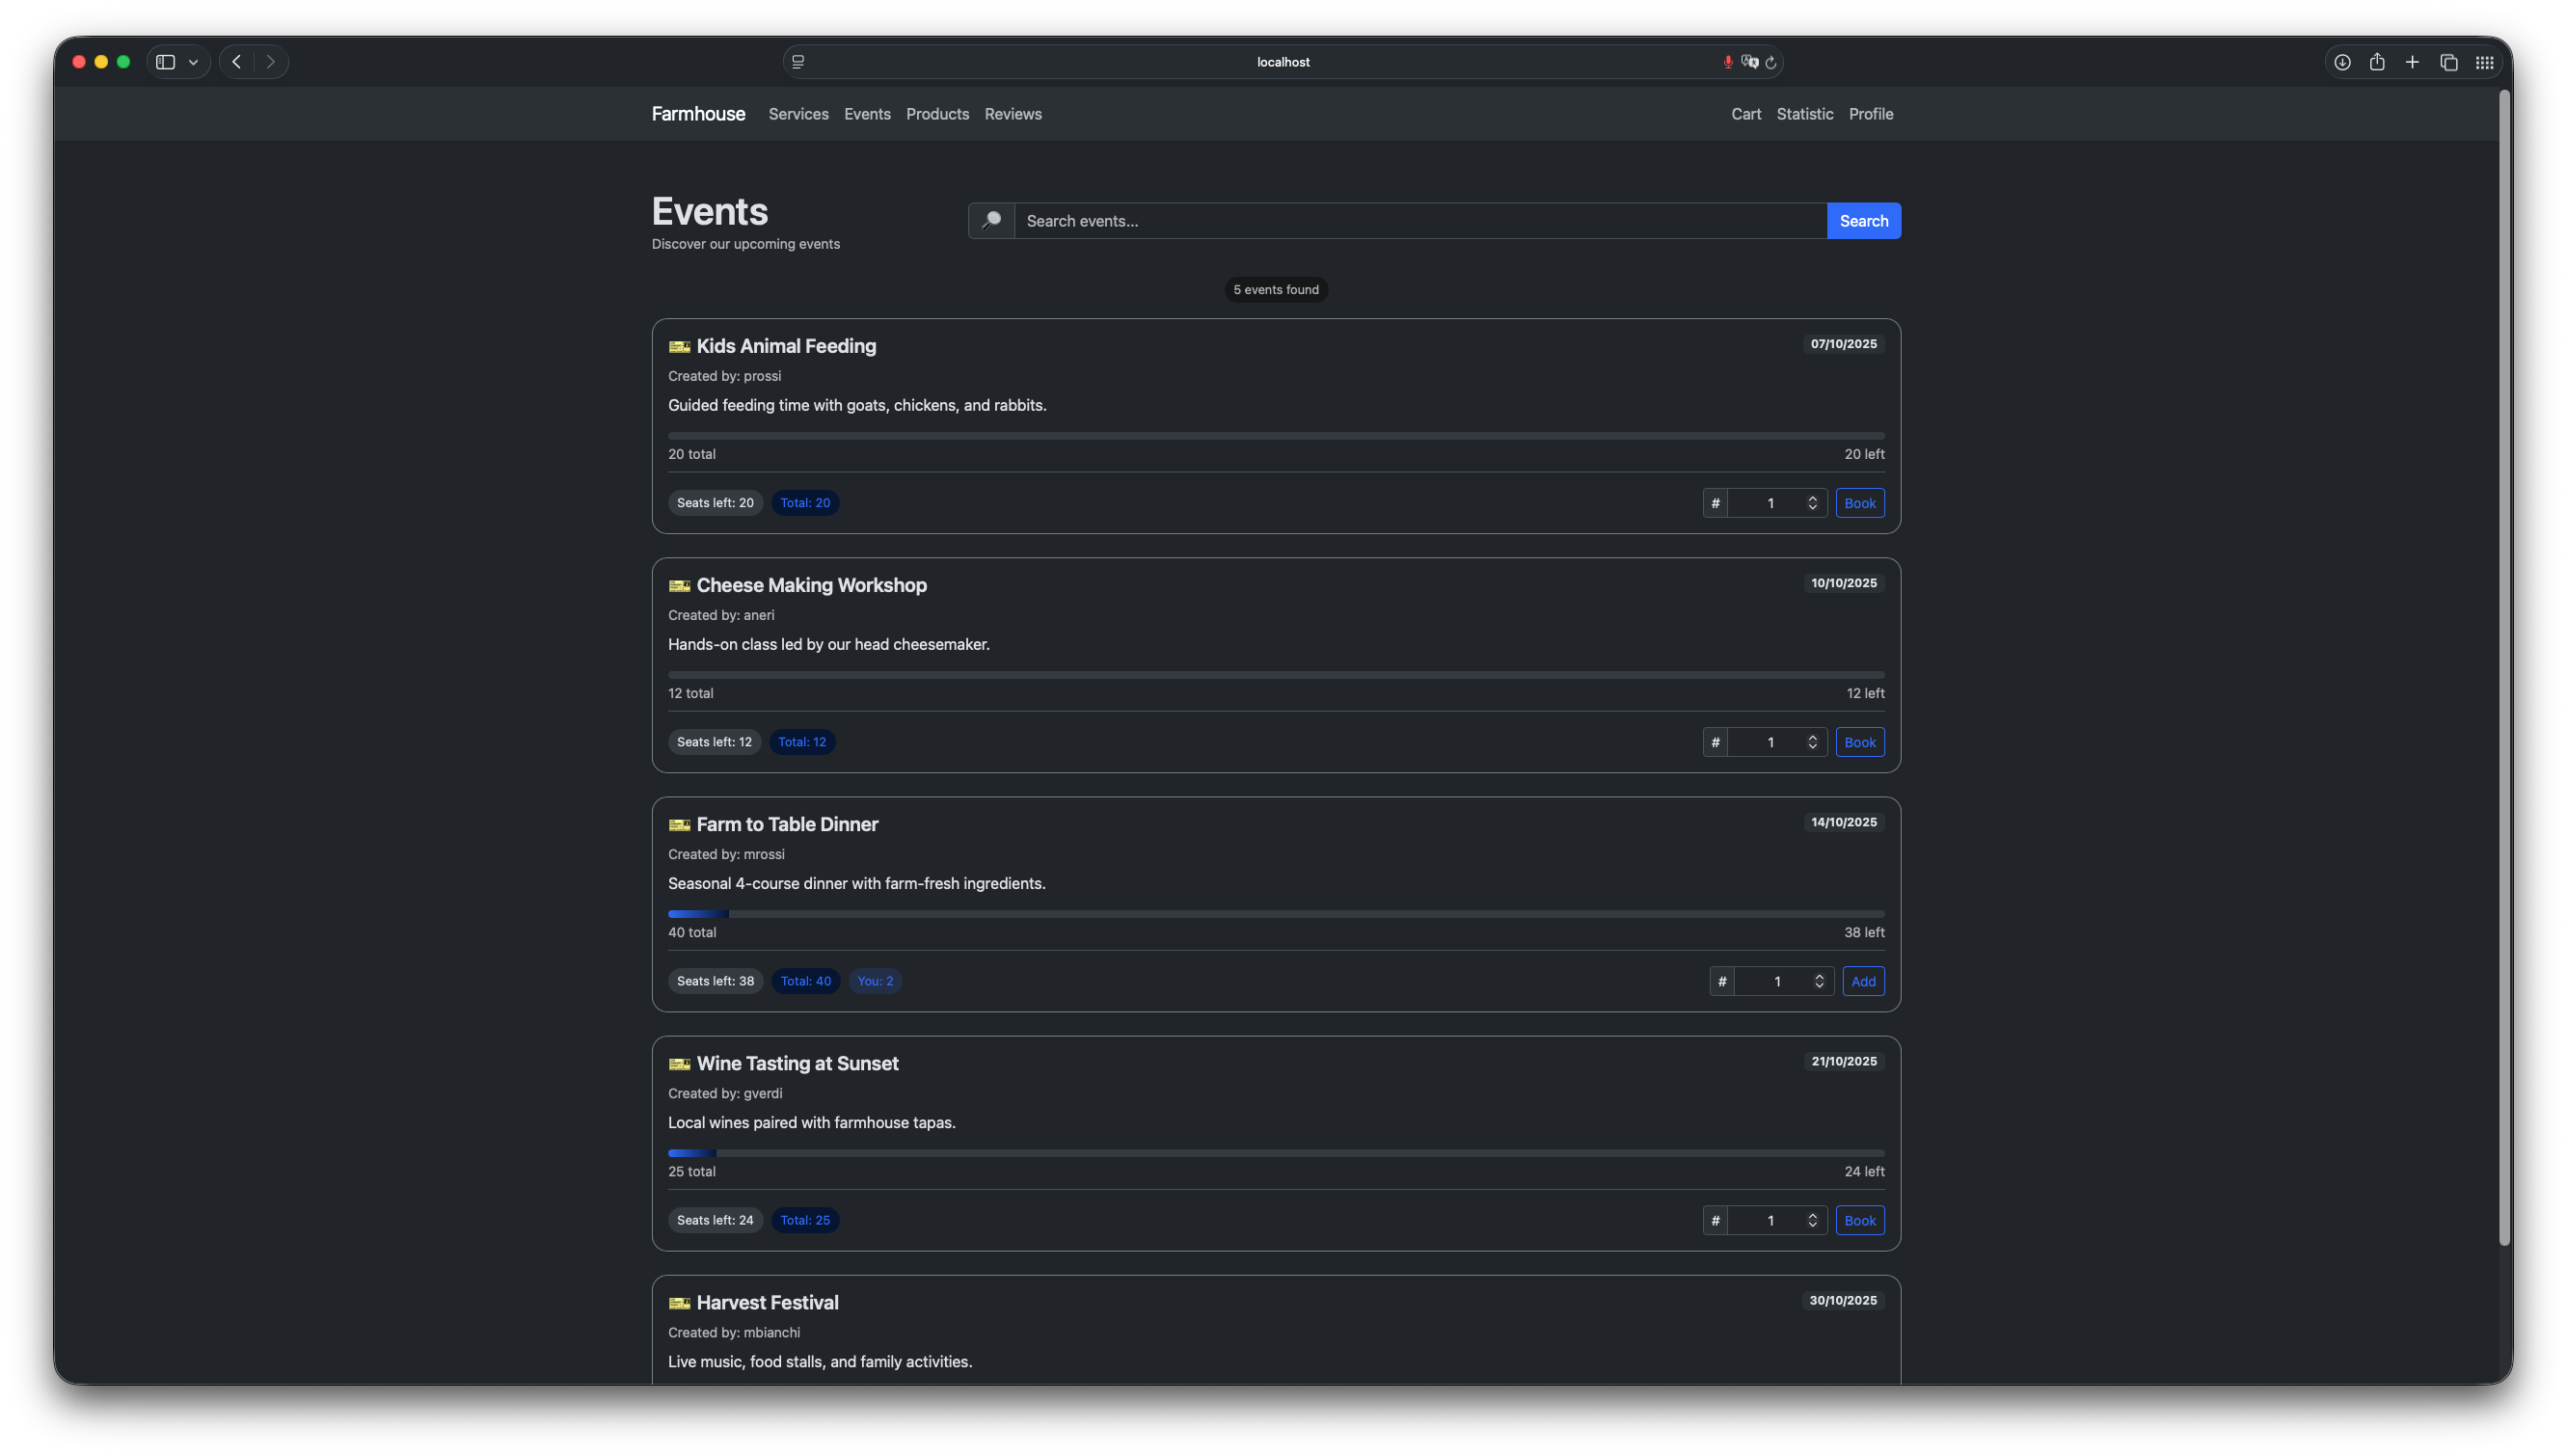 localhost
Farmhouse Services Events Products Reviews Cart Statistic Profile
Events
Discover our upcoming events
Search events... Search
5 events found
Kids Animal Feeding 07/10/2025
Created by: prossi
Guided feeding time with goats, chickens, and rabbits.
20 total 20 left
Seats left: 20 Total: 20 # 1 Book
Cheese Making Workshop 10/10/2025
Created by: aneri
Hands-on class led by our head cheesemaker.
12 total 12 left
Seats left: 12 Total: 12 # 1 Book
Farm to Table Dinner 14/10/2025
Created by: mrossi
Seasonal 4-course dinner with farm-fresh ingredients.
40 total 38 left
Seats left: 38 Total: 40 You: 2 # 1 Add
Wine Tasting at Sunset 21/10/2025
Created by: gverdi
Local wines paired with farmhouse tapas.
25 total 24 left
Seats left: 24 Total: 25 # 1 Book
Harvest Festival 30/10/2025
Created by: mbianchi
Live music, food stalls, and family activities.